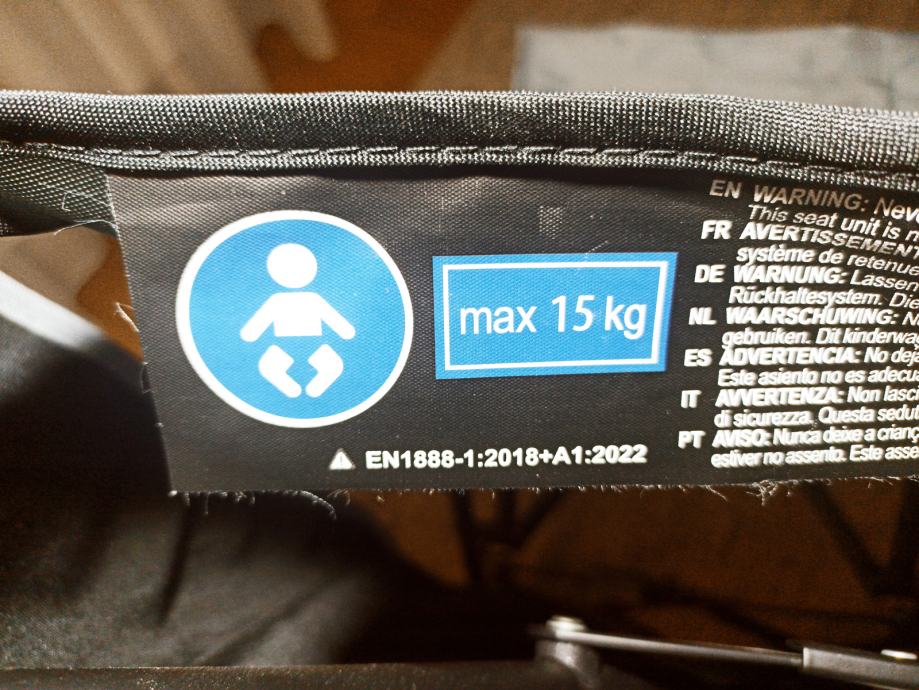 max 15 kg
EN1888-1:2018+A1:2022
EN WARNING:
This seat unit is
FR AVERTISSEMENT
système de retenue
DE WARNUNG: Lassen
Rückhaltesystem. Die
NL WAARSCHUWING:
gebruiken. Dit
ES ADVERTENCIA: No
Este asiento no es
IT AVVERTENZA: Non
di sicurezza. Questa
PT AVISO: Nunca deixe a
estiver no assento. Este